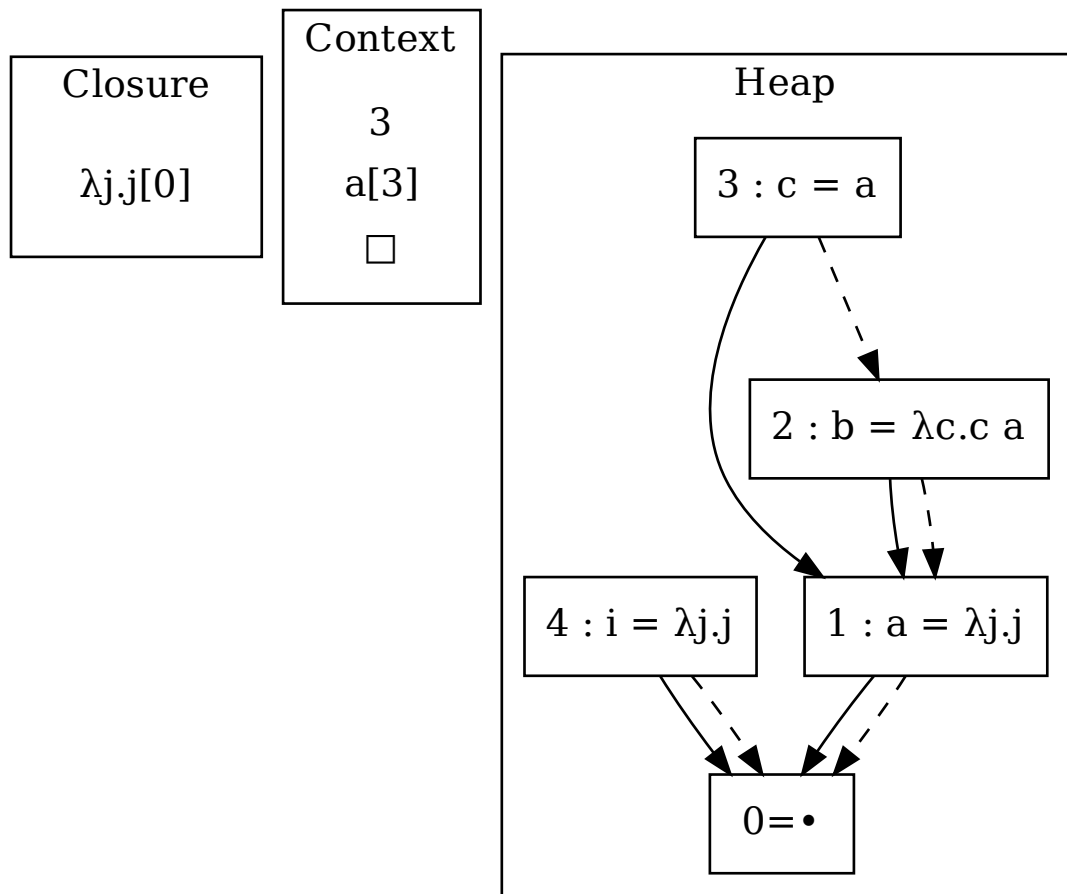 Closure
λj.j[0]
Context
3
a[3]
□
Heap
3 : c = a
2 : b = λc.c a
4 : i = λj.j
1 : a = λj.j
0=•